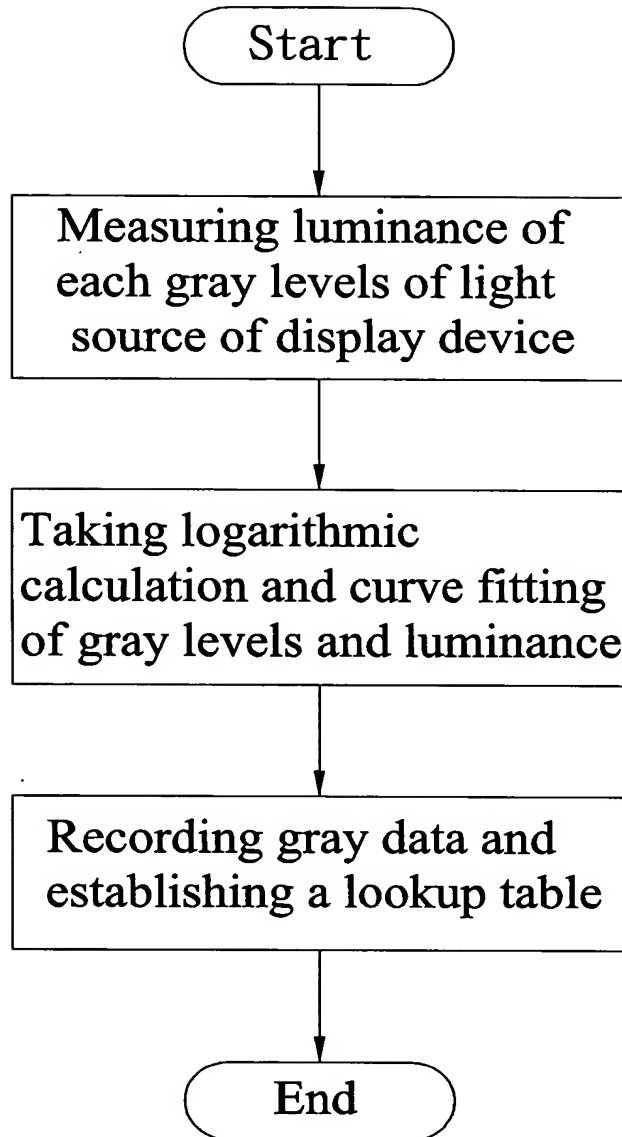 Start
Measuring luminance of
each gray levels of light
source of display device
Taking logarithmic
calculation and curve fitting
of gray levels and luminance
Recording gray data and
establishing a lookup table
End